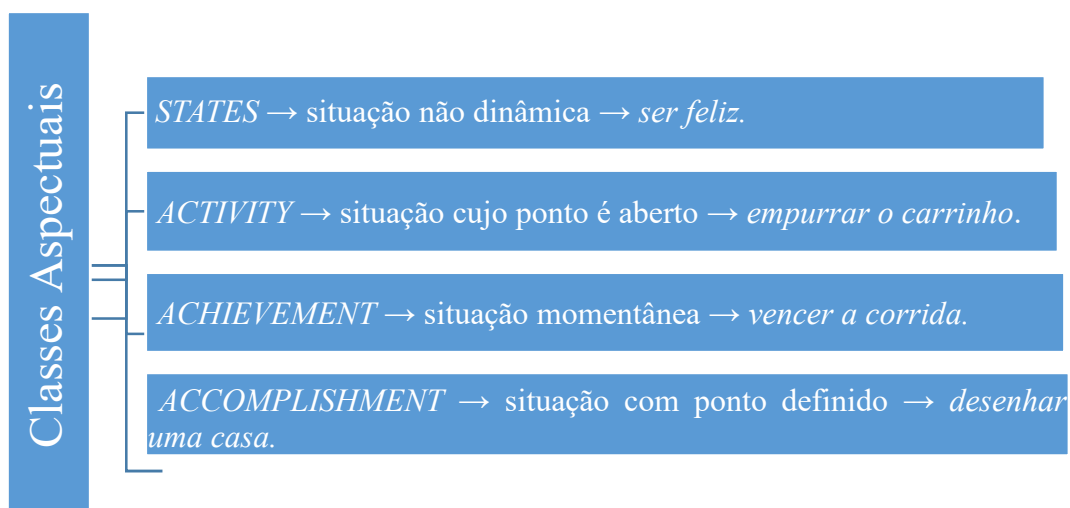 Classes Aspectuais
STATES → situação não dinâmica → ser feliz.
ACTIVITY → situação cujo ponto é aberto → empurrar o carrinho.
ACHIEVEMENT → situação momentânea → vencer a corrida.
ACCOMPLISHMENT → situação com ponto definido → desenhar
uma casa.